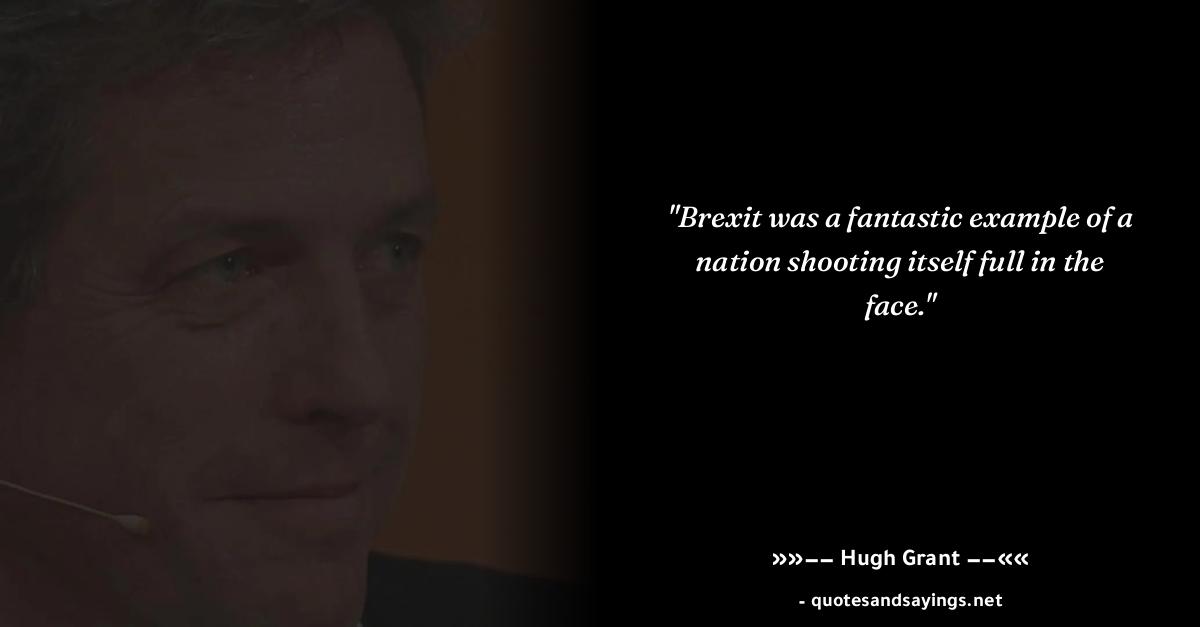 "Brexit was a fantastic example of a
nation shooting itself full in the
face."
»»−− Hugh Grant −−««
- quotesandsayings.net